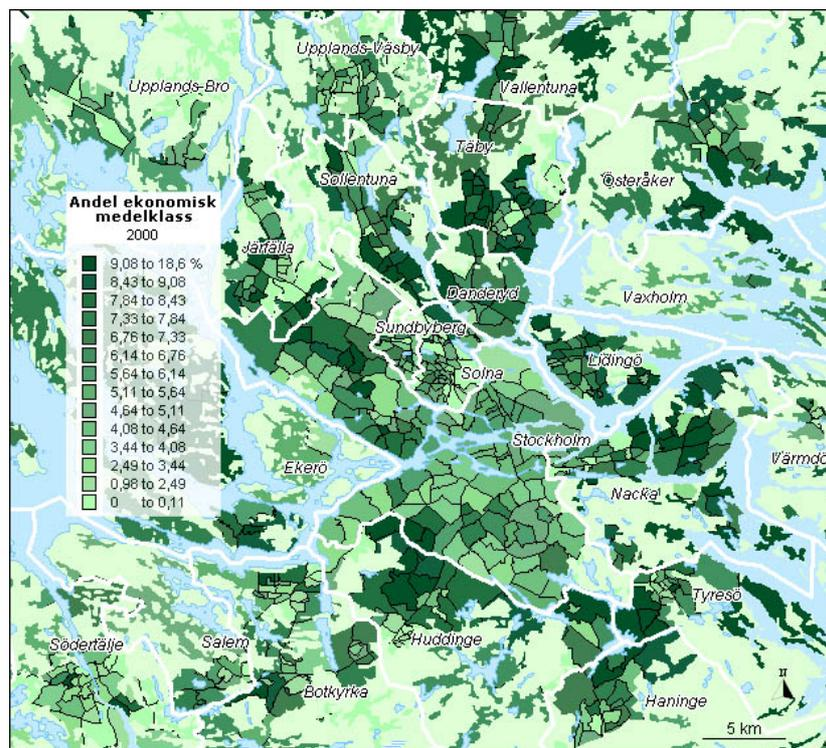 Upplands-Väsby
Upplands-Bro
Vallentuna
Täby
Sollentuna
Österåker
Andel ekonomisk
medelklass
2000
9,08 to 18,6 %
8,43 to 9,08
7,84 to 8,43
7,33 to 7,84
6,76 to 7,33
6,14 to 6,76
5,64 to 6,14
5,11 to 5,64
4,64 to 5,11
4,08 to 4,64
3,44 to 4,08
2,49 to 3,44
0,98 to 2,49
0 to 0,11
Järfälla
Danderyd
Vaxholm
Sundbyberg
Lidingö
Solna
Stockholm
Ekerö
Värmdö
Nacka
Tyresö
Huddinge
Södertälje
Salem
Botkyrka
Haninge
N
5 km